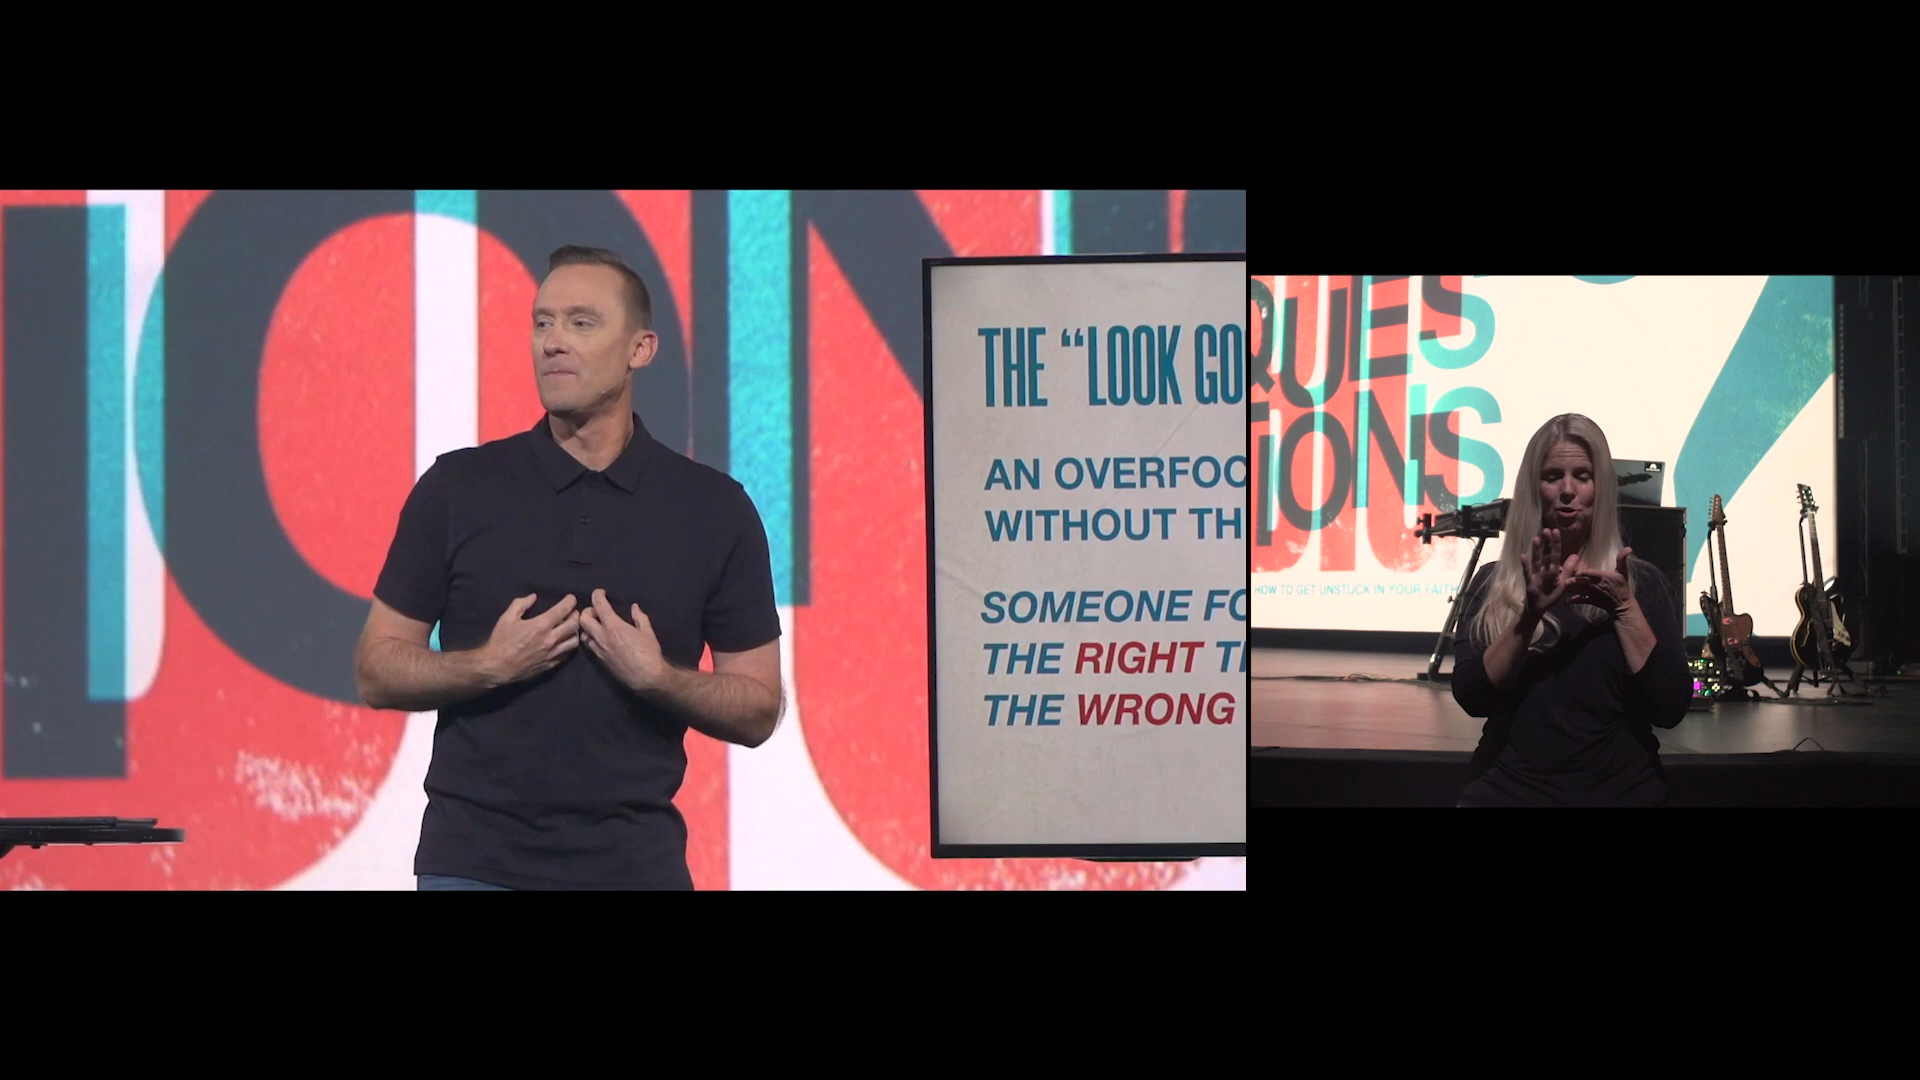 ION
THE “LOOK GO
AN OVERFOC
WITHOUT TH
SOMEONE FO
THE RIGHT
THE WRONG
QUES
TIONS
HOW TO GET UNSTUCK IN YOUR FAITH